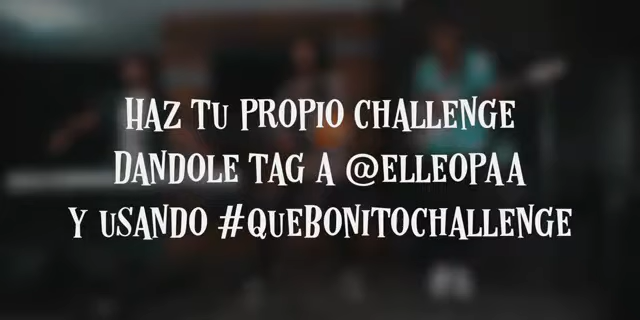 HAZ TU PROPIO CHALLENGE
DANDOLE TAG A @ELLEOPAA
Y USANDO #QUEBONITOCHALLENGE